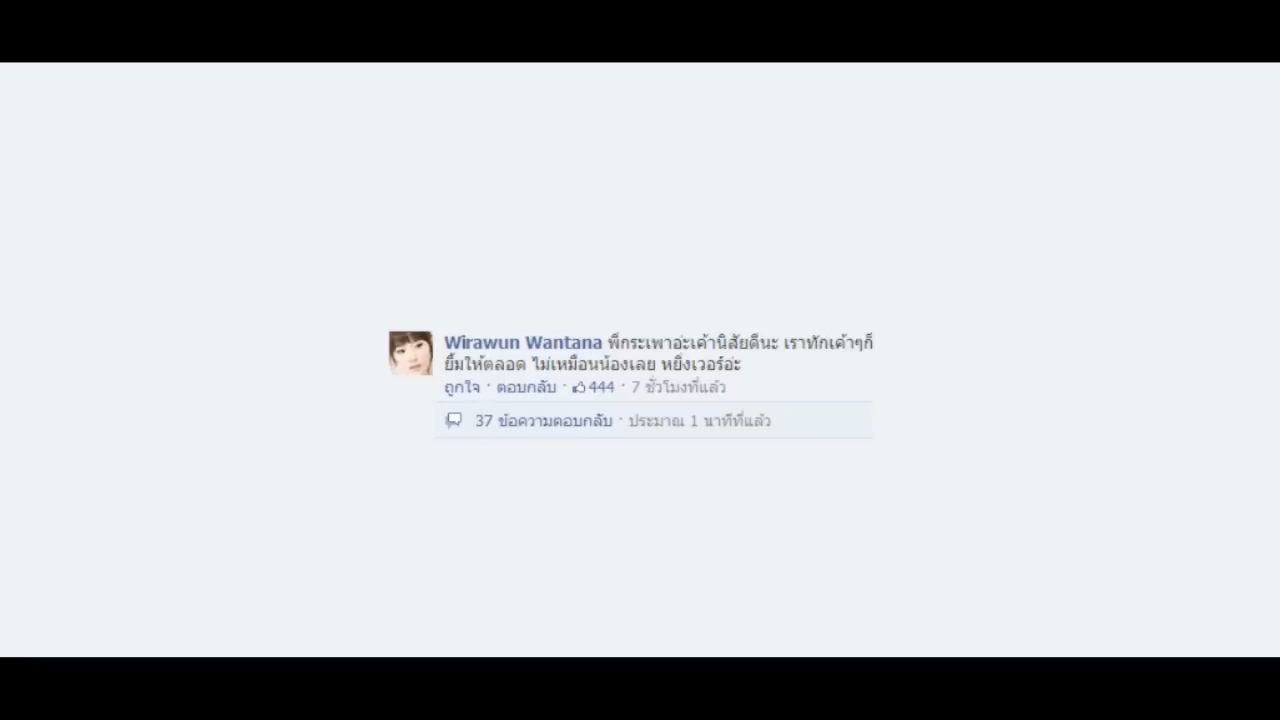 Wirawun Wantana พี่กระเพาอ่ะเค้านิสัยดีนะ เราทักเค้าๆก็
ยิ้มให้ตลอด ไม่เหมือนน้องเลย หยิ่งเวอร์อ่ะ
ถูกใจ · ตอบกลับ · 444 · 7 ชั่วโมงที่แล้ว
37 ข้อความตอบกลับ · ประมาณ 1 นาทีที่แล้ว